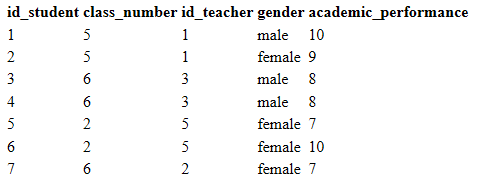 id_student class_number id_teacher gender academic_performance
1 5 1 male 10
2 5 1 female 9
3 6 3 male 8
4 6 3 male 8
5 2 5 female 7
6 2 5 female 10
7 6 2 female 7